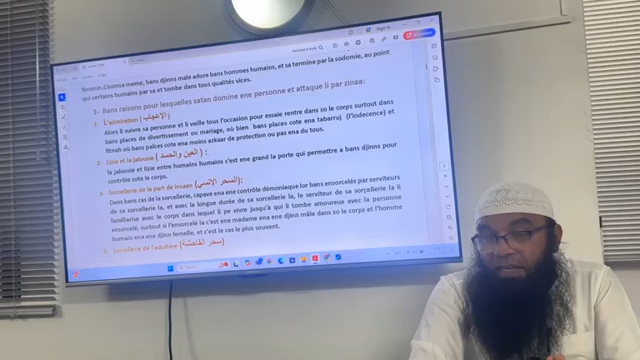 féminin. Coumsa meme, bans djinns male adore bans hommes humains, et sa termine par la sodomie, au point
qui certains humains par sa et tombe dans tous qualités vices.
3- Bans raisons pour lesquelles satan domine ene personne et attaque li par zinaa:
1- L'admiration (الإعجاب)
Alors li suivre sa personne et li veille tous l'occasion pour essaie rentre dans so le corps surtout dans
bans places de divertissement ou mariage, où bien bans places cote ena tabarruj (l'indecence) et
fitnah où bans palces cote ena moins azkaar de protection ou pas ena du tous.
2- Lizie et la jalousie (العين والحسد) :
la jalousie et lizie entre humains humains c'est ene grand la porte qui permettre a bans djinns pour
contrôle zote le corps.
3- Sorcellerie de la part de Insaan (السحر الإنسي):
Dans bans cas de la sorcellerie, capave ena ene contrôle démoniaque lor bans ensorcelés par serviteurs
de sa sorcellerie la, et avec la longue durée de sa sorcellerie la, le serviteur de sa sorcellerie la li
familiarise avec le corps dans lequel li pe vivre jusqu'à qui li tombe amoureux avec la personne
ensorcelé, surtout si l'ensorcelé la c'est ene madame ena ene djinn mâle dans so le corps et l'homme
humain ena ene djinn femelle, et c'est le cas le plus souvent.
Sorcellerie de l'adultère (سحر الفاحشة)